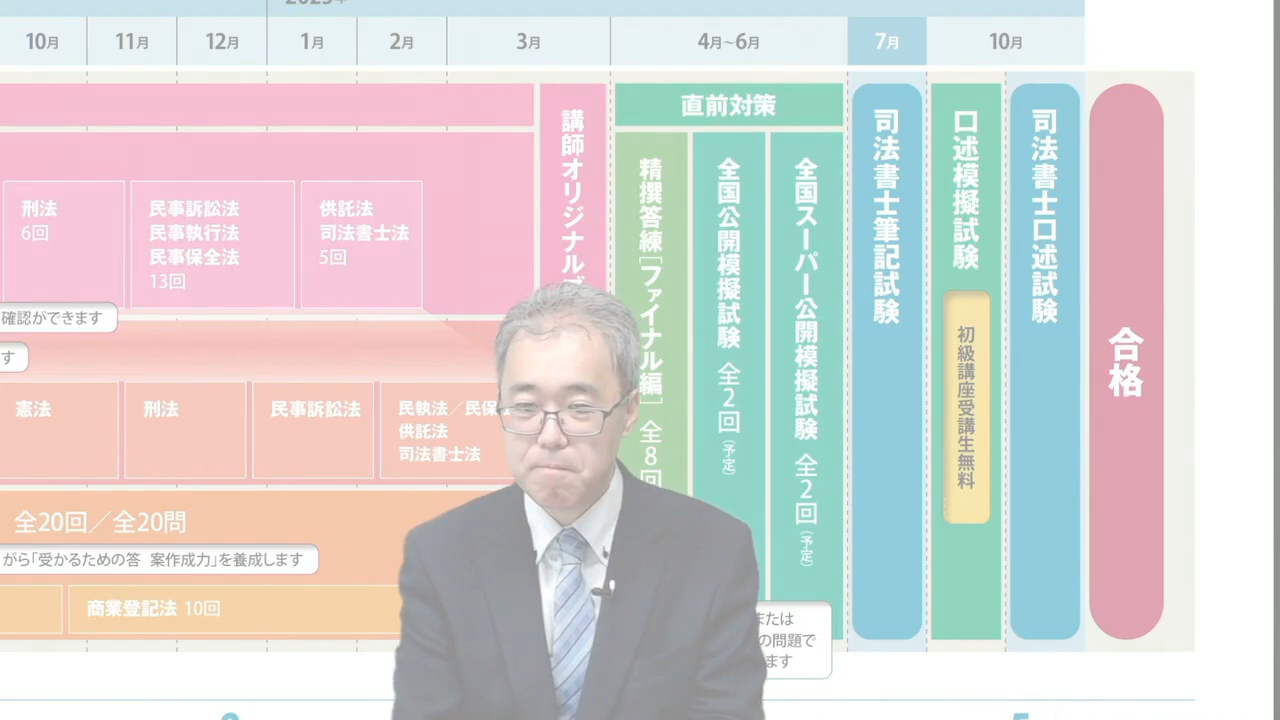 10月
11月
12月
1月
2月
3月
4月~6月
7月
10月
直前対策
刑法
6回
民事訴訟法
民事執行法
民事保全法
13回
供託法
司法書士法
5回
講師オリジナル
精撰答練[ファイナル編] 全8回
全国公開模擬試験 全2回(予定)
全国スーパー公開模擬試験 全2回(予定)
司法書士筆記試験
口述模擬試験
初級講座受講生無料
司法書士口述試験
合格
確認ができます
す
憲法
刑法
民事訴訟法
民執法/民保
供託法
司法書士法
全20回/全20問
がら「受かるための答 案作成力」を養成します
商業登記法 10回
または
の問題で
ます